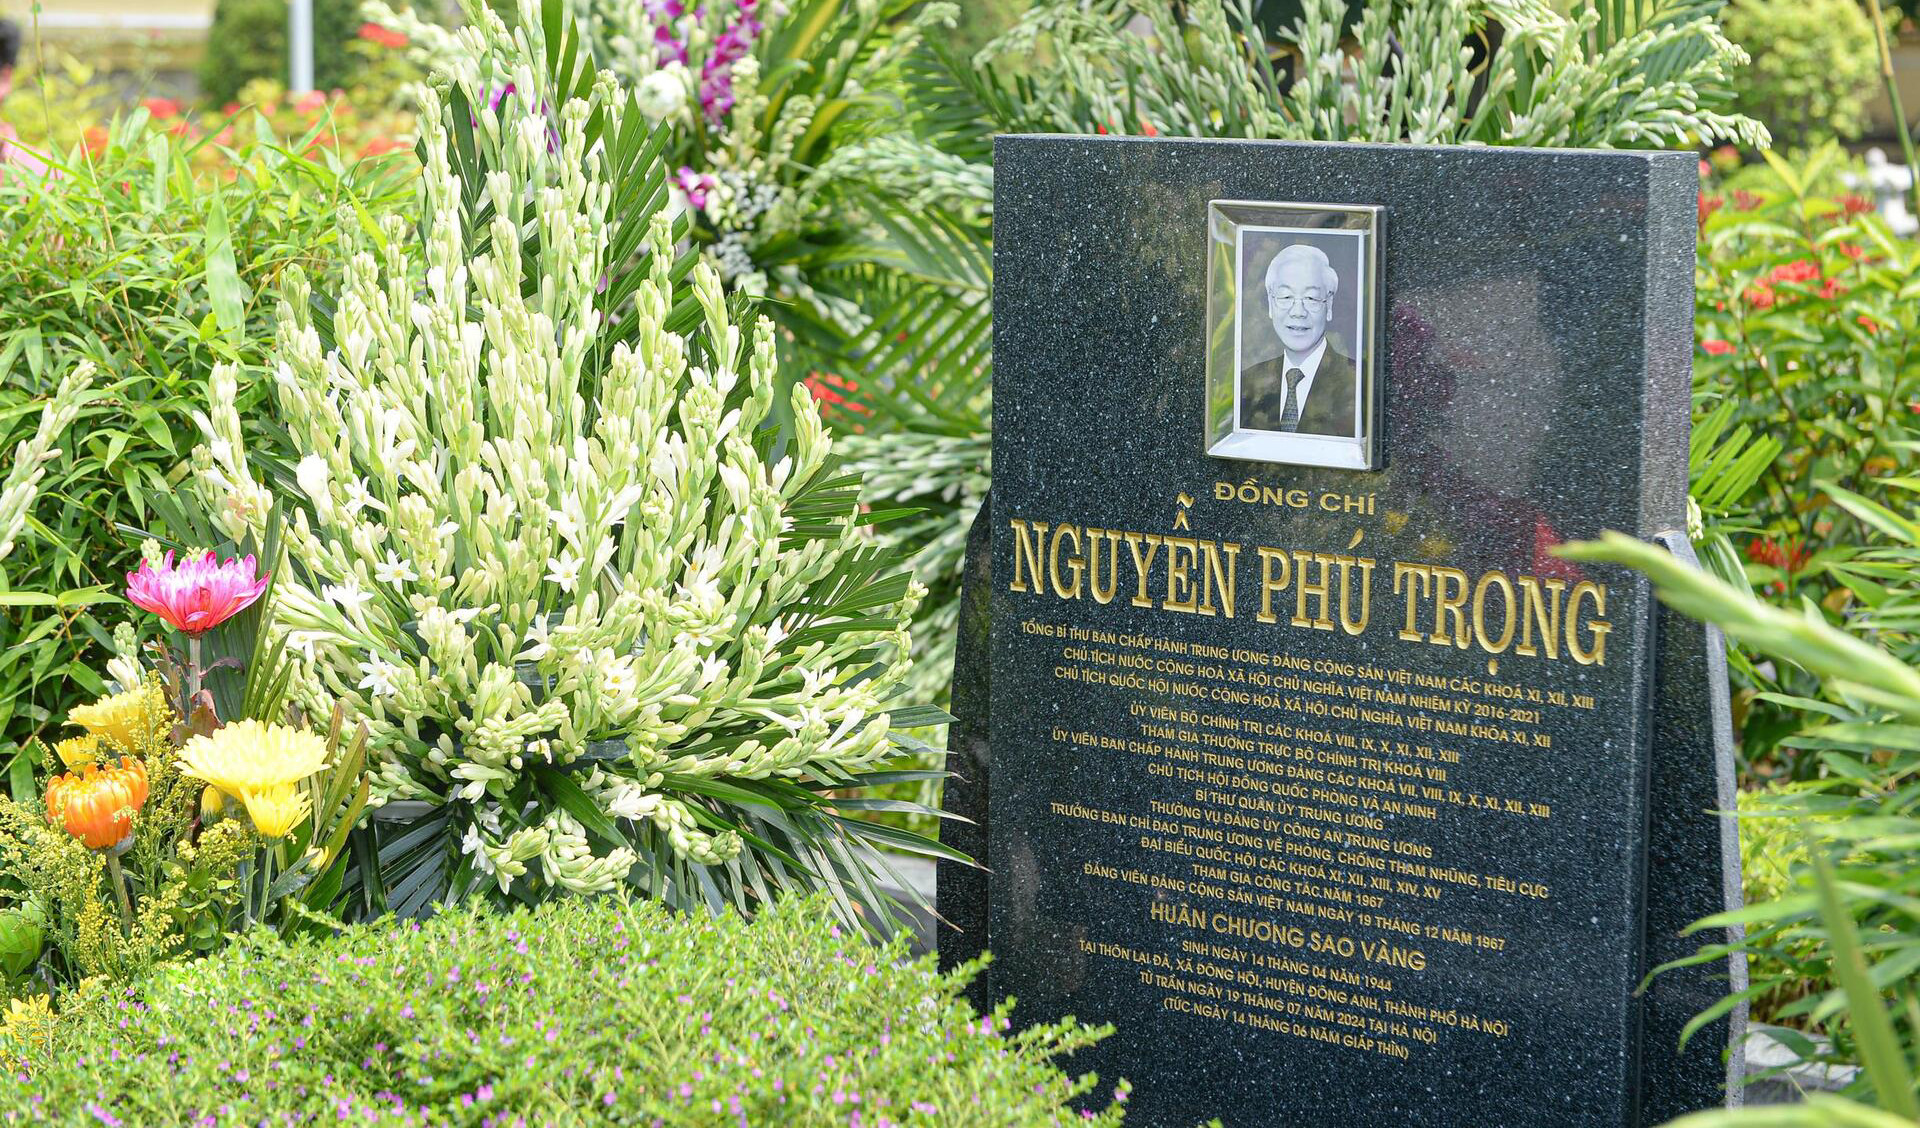 ĐỒNG CHÍ
NGUYỄN PHÚ TRỌNG
TỔNG BÍ THƯ BAN CHẤP HÀNH TRUNG ƯƠNG ĐẢNG CỘNG SẢN VIỆT NAM CÁC KHOÁ XI, XII, XIII
CHỦ TỊCH NƯỚC CỘNG HOÀ XÃ HỘI CHỦ NGHĨA VIỆT NAM NHIỆM KỲ 2016-2021
CHỦ TỊCH QUỐC HỘI NƯỚC CỘNG HOÀ XÃ HỘI CHỦ NGHĨA VIỆT NAM KHÓA XI, XII
ỦY VIÊN BỘ CHÍNH TRỊ CÁC KHOÁ VIII, IX, X, XI, XII, XIII
THAM GIA THƯỜNG TRỰC BỘ CHÍNH TRỊ KHOÁ VIII
ỦY VIÊN BAN CHẤP HÀNH TRUNG ƯƠNG ĐẢNG CÁC KHOÁ VII, VIII, IX, X, XI, XII, XIII
CHỦ TỊCH HỘI ĐỒNG QUỐC PHÒNG VÀ AN NINH
BÍ THƯ QUÂN ỦY TRUNG ƯƠNG
THƯỜNG VỤ ĐẢNG ỦY CÔNG AN TRUNG ƯƠNG
TRƯỞNG BAN CHỈ ĐẠO TRUNG ƯƠNG VỀ PHÒNG, CHỐNG THAM NHŨNG, TIÊU CỰC
ĐẠI BIỂU QUỐC HỘI CÁC KHOÁ XI, XII, XIII, XIV, XV
THAM GIA CÔNG TÁC NĂM 1967
ĐẢNG VIÊN ĐẢNG CỘNG SẢN VIỆT NAM NGÀY 19 THÁNG 12 NĂM 1967
HUÂN CHƯƠNG SAO VÀNG
SINH NGÀY 14 THÁNG 04 NĂM 1944
TẠI THÔN LẠI ĐÀ, XÃ ĐÔNG HỘI, HUYỆN ĐÔNG ANH, THÀNH PHỐ HÀ NỘI
TỪ TRẦN NGÀY 19 THÁNG 07 NĂM 2024 TẠI HÀ NỘI
(TỨC NGÀY 14 THÁNG 06 NĂM GIÁP THÌN)